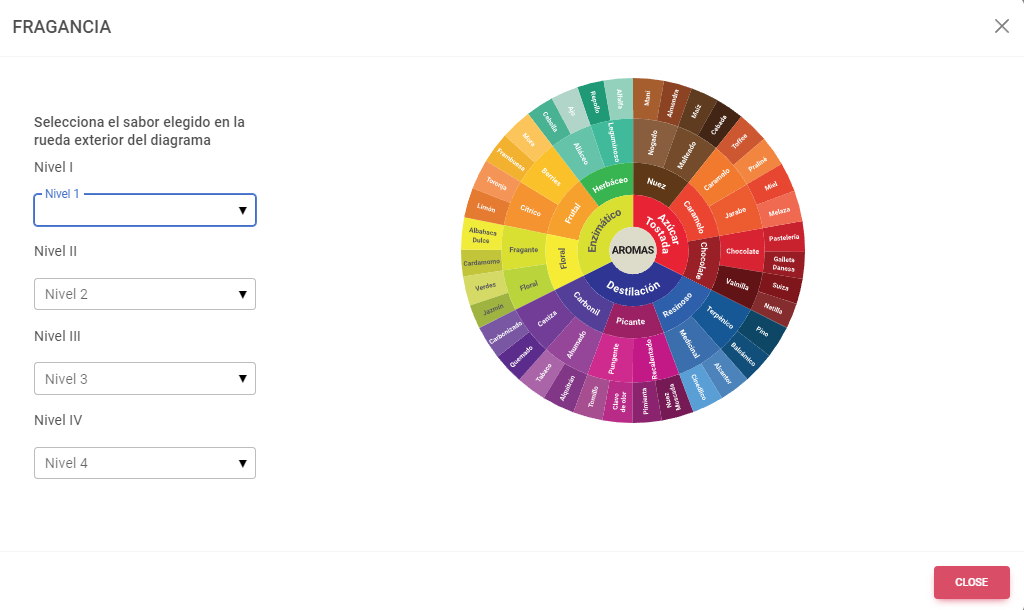 FRAGANCIA
Selecciona el sabor elegido en la
rueda exterior del diagrama
Nivel I
Nivel 1
Nivel II
Nivel 2
Nivel III
Nivel 3
Nivel IV
Nivel 4
AROMAS
Enzimático
Azúcar
Tostada
Destilación
Herbáceo
Nuez
Caramelo
Chocolate
Resinoso
Picante
Carbonil
Floral
Frutal
Leguminoso
Nogado
Malteado
Caramelo
Jarabe
Chocolate
Vainilla
Terpénico
Medicinal
Recalentado
Pungente
Ahumado
Ceniza
Floral
Fragante
Cítrico
Berries
Aliáceo
Alfalfa
Maní
Almendra
Maíz
Cebada
Toffee
Praliné
Miel
Melaza
Pastelería
Galleta
Danesa
Suiza
Natilla
Pino
Balsámico
Alcanfor
Cineólico
Nuez
Moscada
Pimienta
Clavo
de olor
Tomillo
Alquitrán
Tabaco
Quemado
Carbonizado
Jazmín
Verdes
Cardamomo
Albahaca
Dulce
Limón
Toronja
Frambuesa
Mora
Cebolla
Ajo
Repollo
CLOSE